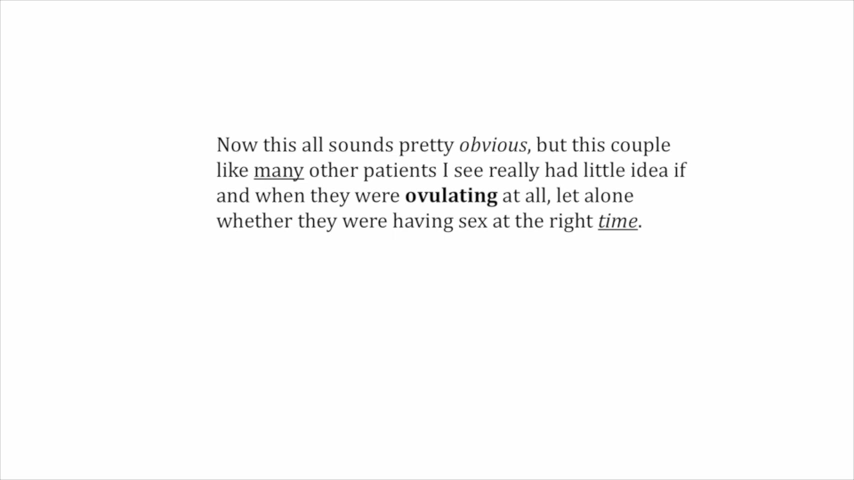 Now this all sounds pretty obvious, but this couple
like many other patients I see really had little idea if
and when they were ovulating at all, let alone
whether they were having sex at the right time.